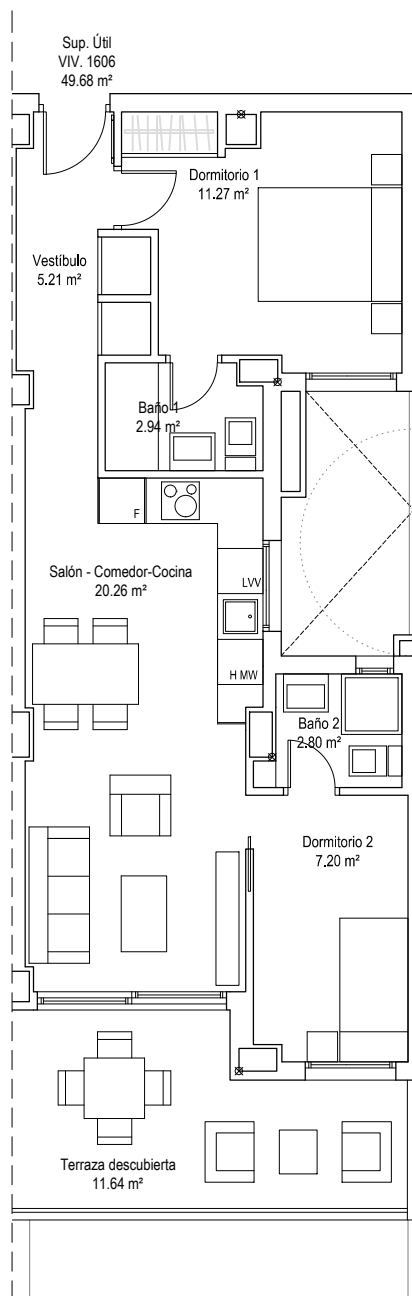 Sup. Útil
VIV. 1606
49.68 m²
Dormitorio 1
11.27 m²
Vestíbulo
5.21 m²
Baño 1
2.94 m²
F
Salón - Comedor-Cocina
20.26 m²
LVV
H MW
Baño 2
2.80 m²
Dormitorio 2
7.20 m²
Terraza descubierta
11.64 m²